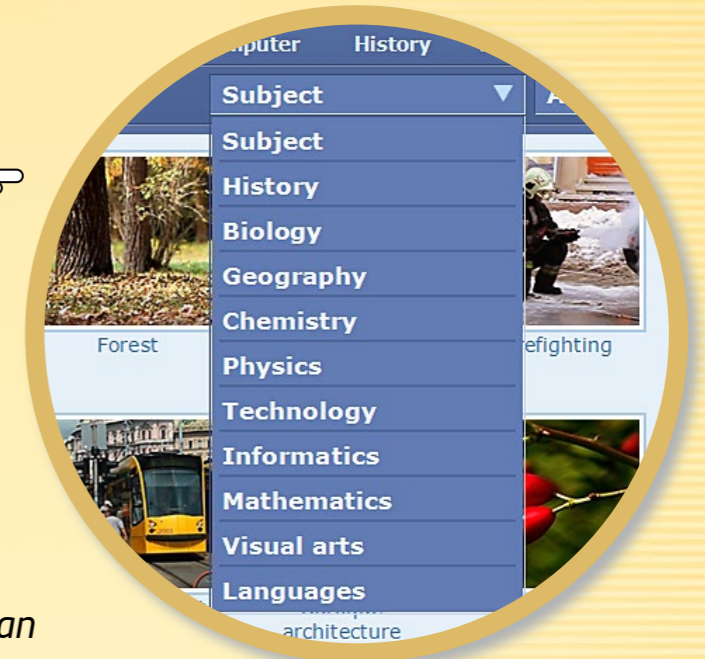 History
Subject
Subject
History
Biology
Geography
Chemistry
Forest
Physics
Technology
Informatics
Mathematics
Visual arts
Languages
architecture